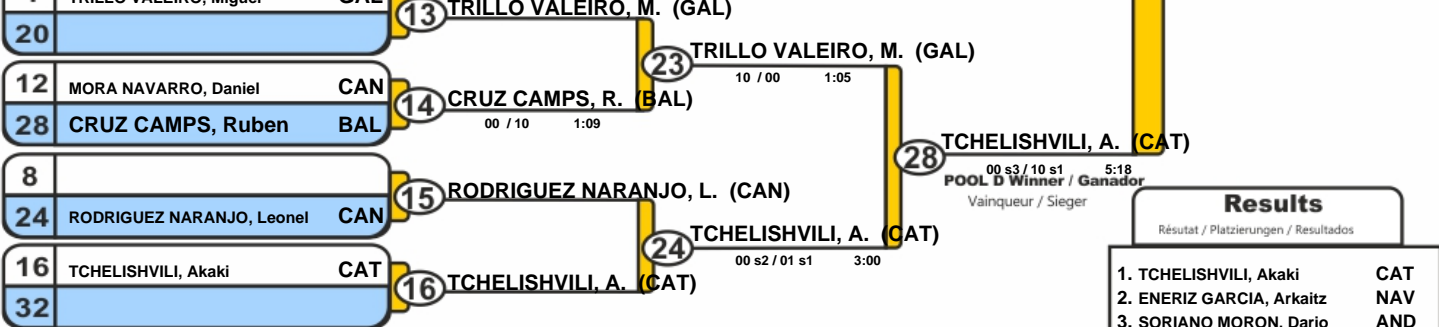 TRILLO VALEIRO, Miguel GAL
20
13 TRILLO VALEIRO, M. (GAL)
12 MORA NAVARRO, Daniel CAN
28 CRUZ CAMPS, Ruben BAL
14 CRUZ CAMPS, R. (BAL)
00 / 10 1:09
23 TRILLO VALEIRO, M. (GAL)
10 / 00 1:05
8
24 RODRIGUEZ NARANJO, Leonel CAN
15 RODRIGUEZ NARANJO, L. (CAN)
16 TCHELISHVILI, Akaki CAT
32
16 TCHELISHVILI, A. (CAT)
24 TCHELISHVILI, A. (CAT)
00 s2 / 01 s1 3:00
28 TCHELISHVILI, A. (CAT)
00 s3 / 10 s1 5:18
POOL D Winner / Ganador
Vainqueur / Sieger
Results
Résutat / Platzierungen / Resultados
1. TCHELISHVILI, Akaki CAT
2. ENERIZ GARCIA, Arkaitz NAV
3. SORIANO MORON, Dario AND